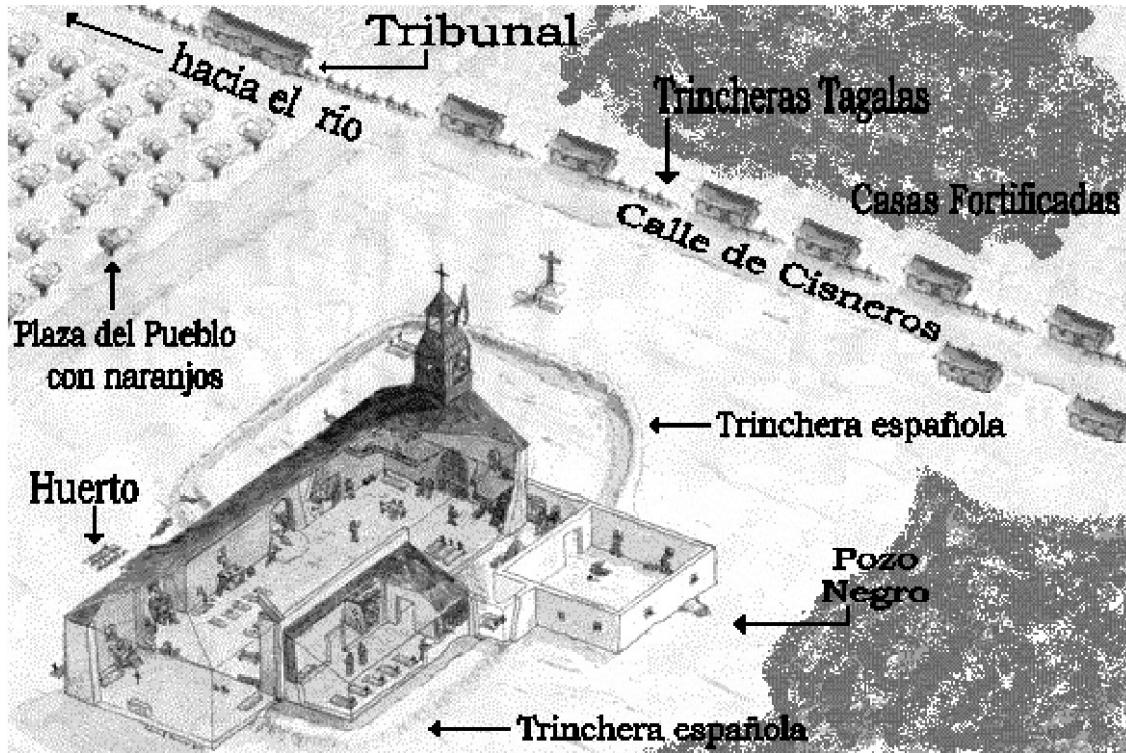 Tribunal
hacia el río
Trincheras Tagalas
Casas Fortificadas
Calle de Cisneros
Plaza del Pueblo
con naranjos
Trinchera española
Huerto
Pozo
Negro
Trinchera española